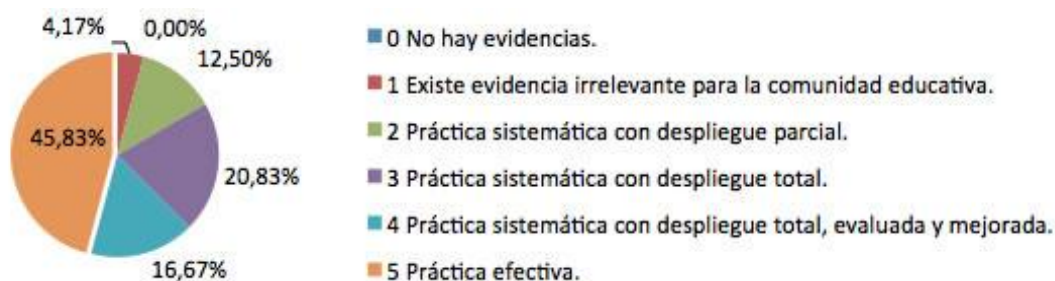 4,17% 0,00%
12,50%
45,83%
20,83%
16,67%
0 No hay evidencias.
1 Existe evidencia irrelevante para la comunidad educativa.
2 Práctica sistemática con despliegue parcial.
3 Práctica sistemática con despliegue total.
4 Práctica sistemática con despliegue total, evaluada y mejorada.
5 Práctica efectiva.